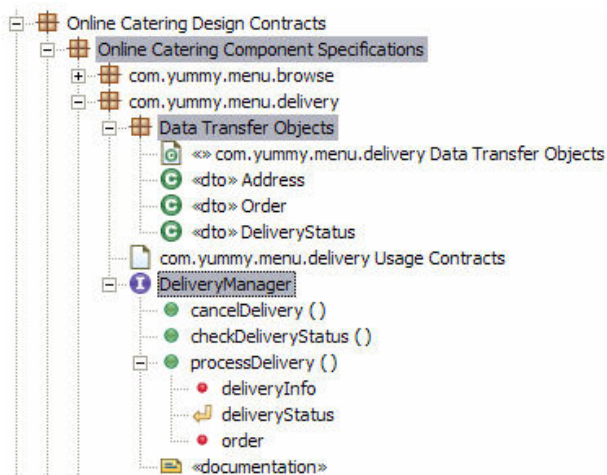 Online Catering Design Contracts
Online Catering Component Specifications
com.yummy.menu.browse
com.yummy.menu.delivery
Data Transfer Objects
«» com.yummy.menu.delivery Data Transfer Objects
«dto» Address
«dto» Order
«dto» DeliveryStatus
com.yummy.menu.delivery Usage Contracts
DeliveryManager
cancelDelivery ( )
checkDeliveryStatus ( )
processDelivery ( )
deliveryInfo
deliveryStatus
order
«documentation»